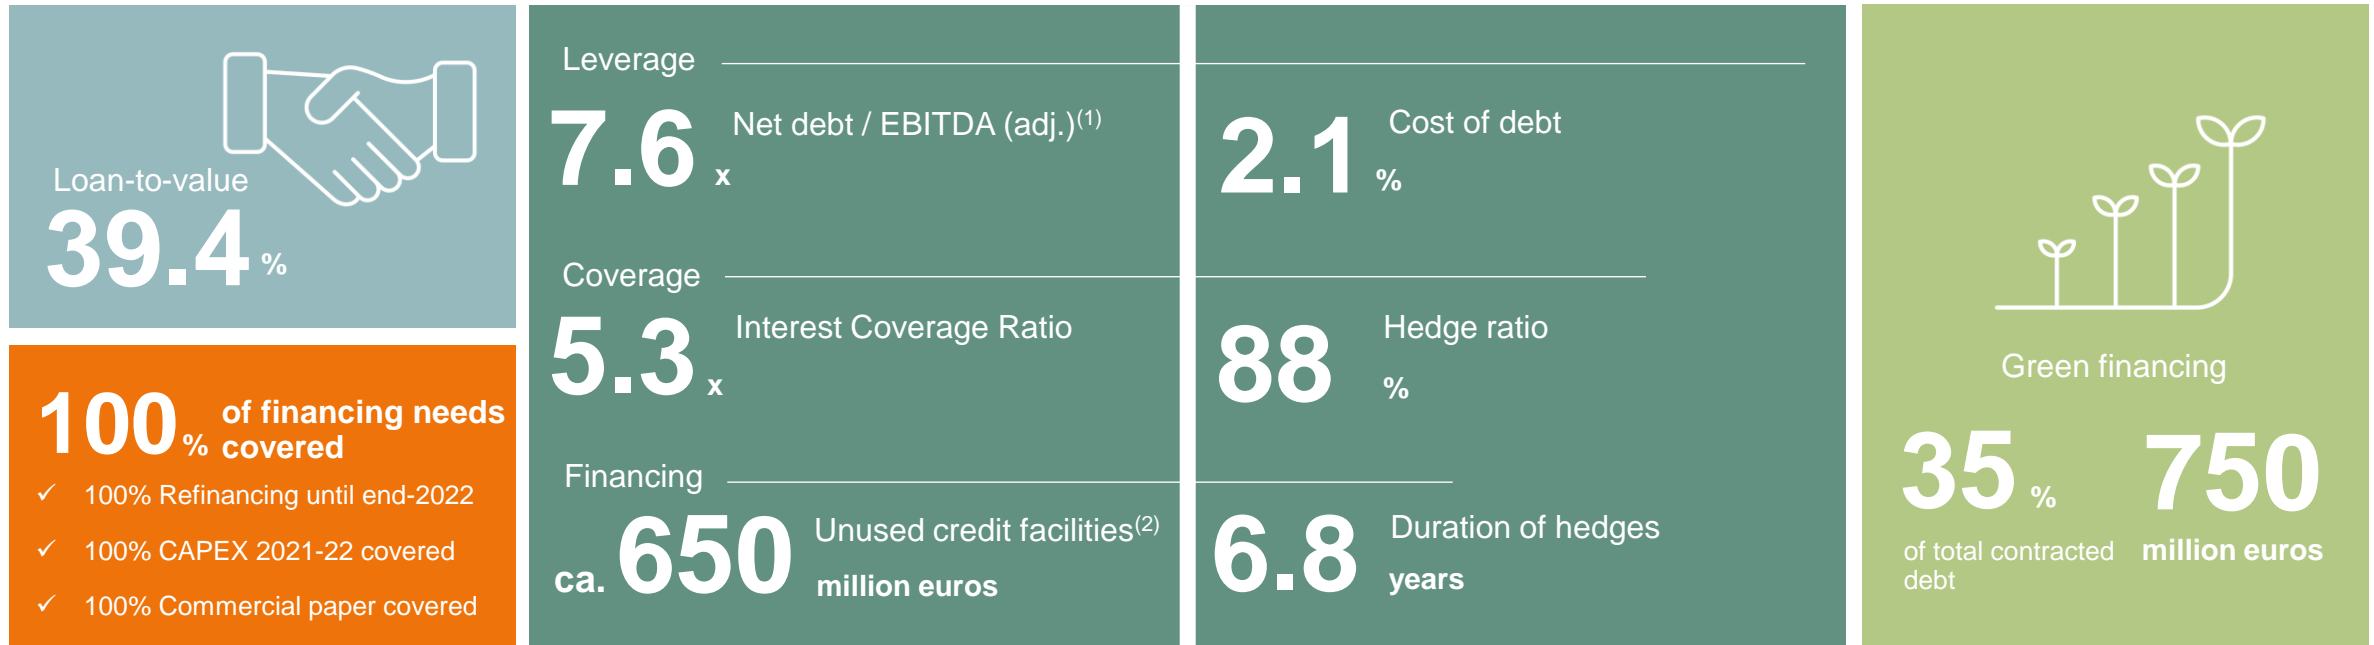 Loan-to-value
39.4 %
100 % of financing needs
covered
✓ 100% Refinancing until end-2022
✓ 100% CAPEX 2021-22 covered
✓ 100% Commercial paper covered
Leverage
7.6 x Net debt / EBITDA (adj.)(1)
2.1 % Cost of debt
Coverage
5.3 x Interest Coverage Ratio
88 % Hedge ratio
Financing
ca. 650 Unused credit facilities(2)
million euros
6.8 Duration of hedges
years
Green financing
35 %
of total contracted
debt
750
million euros